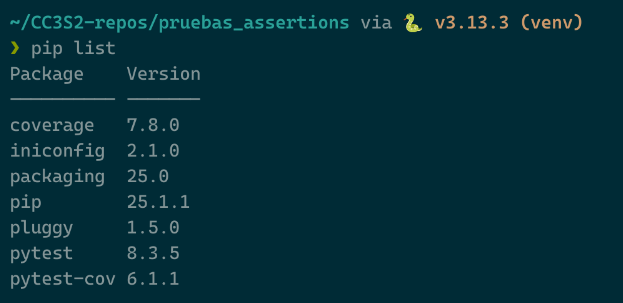 ~/CC3S2-repos/pruebas_assertions via 🐍 v3.13.3 (venv)
❯ pip list
Package    Version
---------- -------
coverage   7.8.0
iniconfig  2.1.0
packaging  25.0
pip        25.1.1
pluggy     1.5.0
pytest     8.3.5
pytest-cov 6.1.1